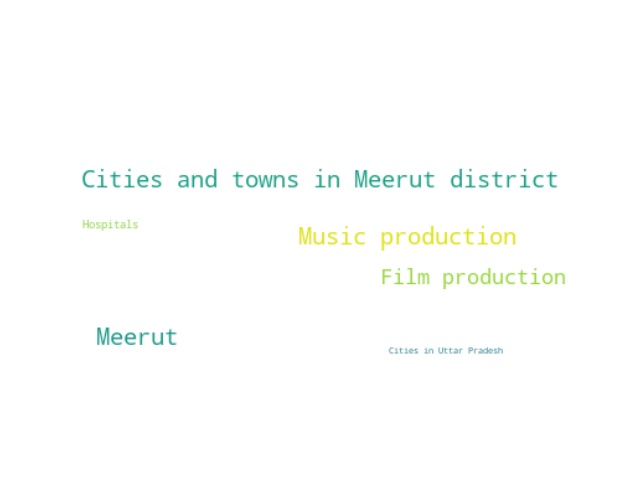 Cities and towns in Meerut district
Hospitals
Music production
Film production
Meerut
Cities in Uttar Pradesh